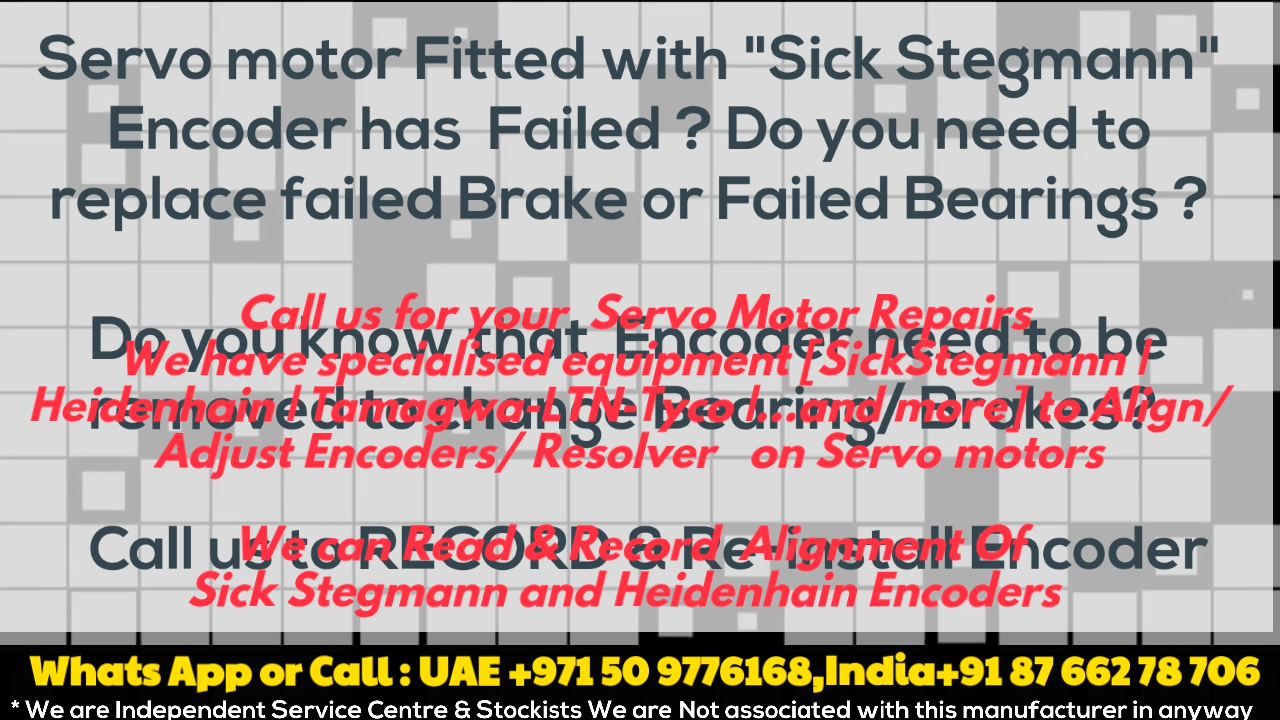 Servo motor Fitted with "Sick Stegmann"
Encoder has Failed ? Do you need to
replace failed Brake or Failed Bearings ?
Call us for your Servo Motor Repairs
Do you know that Encoder need to be
We have specialised equipment [SickStegmann |
Heidenhain | Tamagwa-LTN-Tyco |...and more] to Align/
removed to change Bearing/ Brakes?
Adjust Encoders/ Resolver on Servo motors
We can Read & Record Alignment Of
Call us to RECORD & Re-install Encoder
Sick Stegmann and Heidenhain Encoders
Whats App or Call : UAE +971 50 9776168,India+91 87 662 78 706
* We are Independent Service Centre & Stockists We are Not associated with this manufacturer in anyway